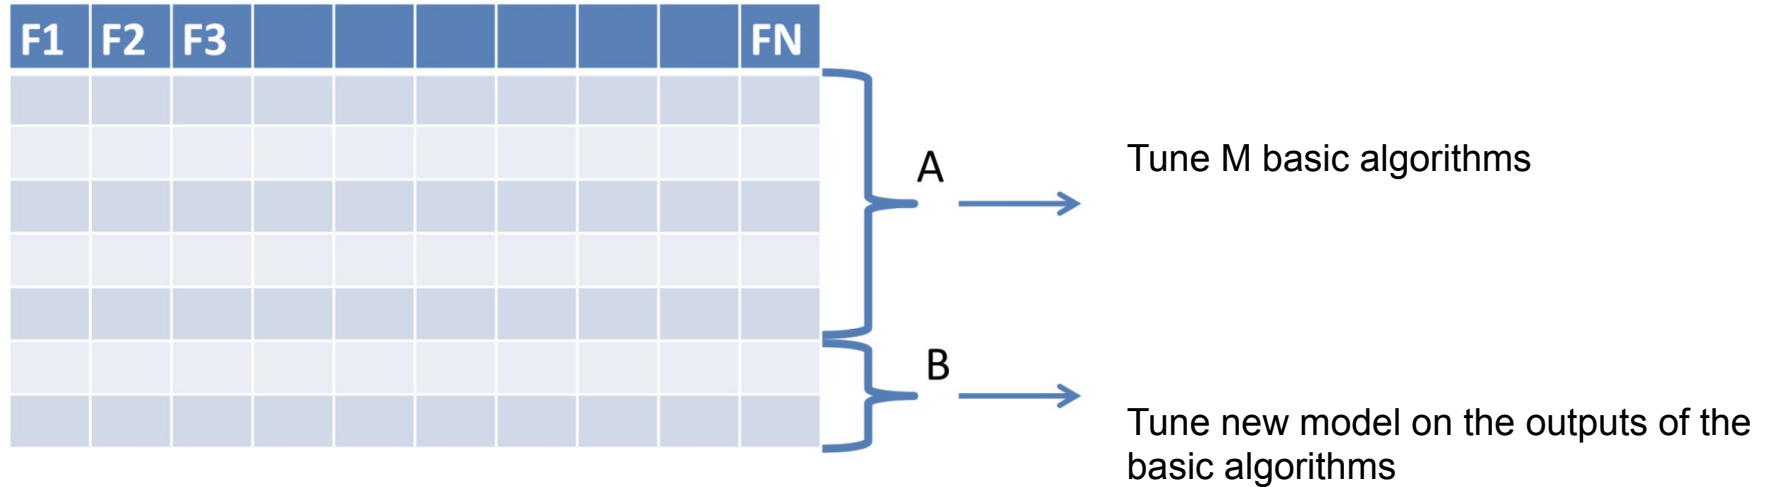 F1 F2 F3 FN
A
Tune M basic algorithms
B
Tune new model on the outputs of the
basic algorithms